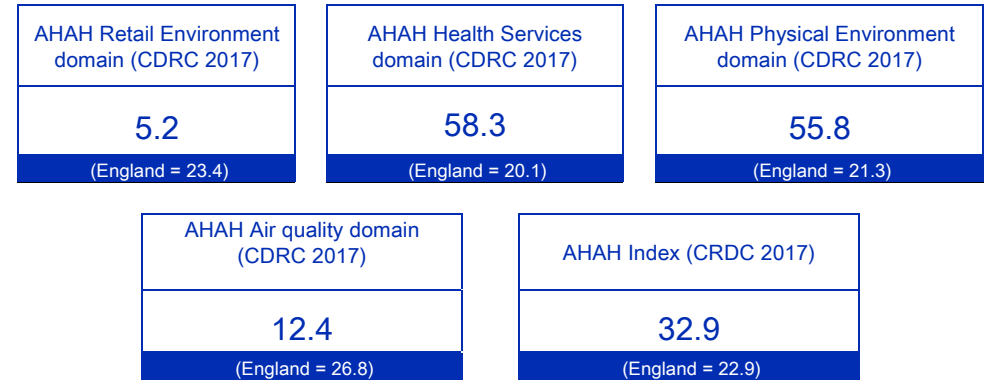 AHAH Retail Environment
domain (CDRC 2017)
5.2
(England = 23.4)
AHAH Health Services
domain (CDRC 2017)
58.3
(England = 20.1)
AHAH Physical Environment
domain (CDRC 2017)
55.8
(England = 21.3)
AHAH Air quality domain
(CDRC 2017)
12.4
(England = 26.8)
AHAH Index (CRDC 2017)
32.9
(England = 22.9)